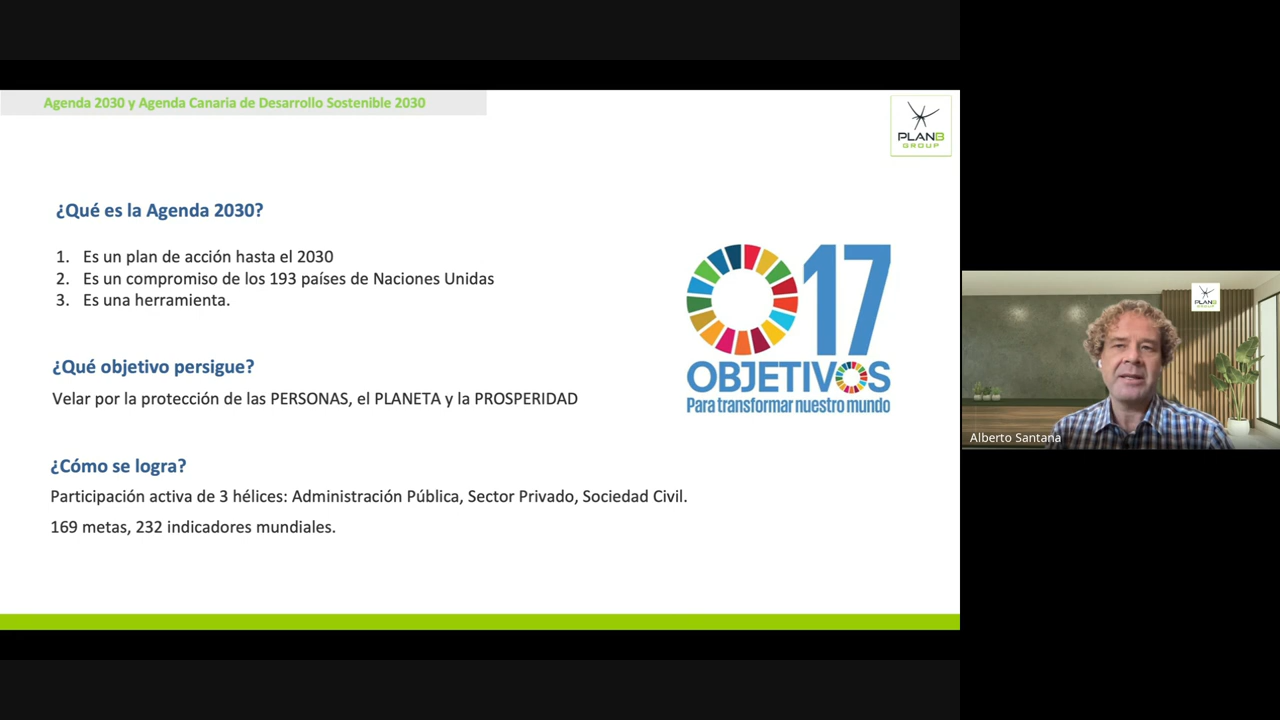 Agenda 2030 y Agenda Canaria de Desarrollo Sostenible 2030
PLANB
GROUP
¿Qué es la Agenda 2030?
1. Es un plan de acción hasta el 2030
2. Es un compromiso de los 193 países de Naciones Unidas
3. Es una herramienta.
¿Qué objetivo persigue?
Velar por la protección de las PERSONAS, el PLANETA y la PROSPERIDAD
¿Cómo se logra?
Participación activa de 3 hélices: Administración Pública, Sector Privado, Sociedad Civil.
169 metas, 232 indicadores mundiales.
17
OBJETIVOS
Para transformar nuestro mundo
PLANB
GROUP
Alberto Santana